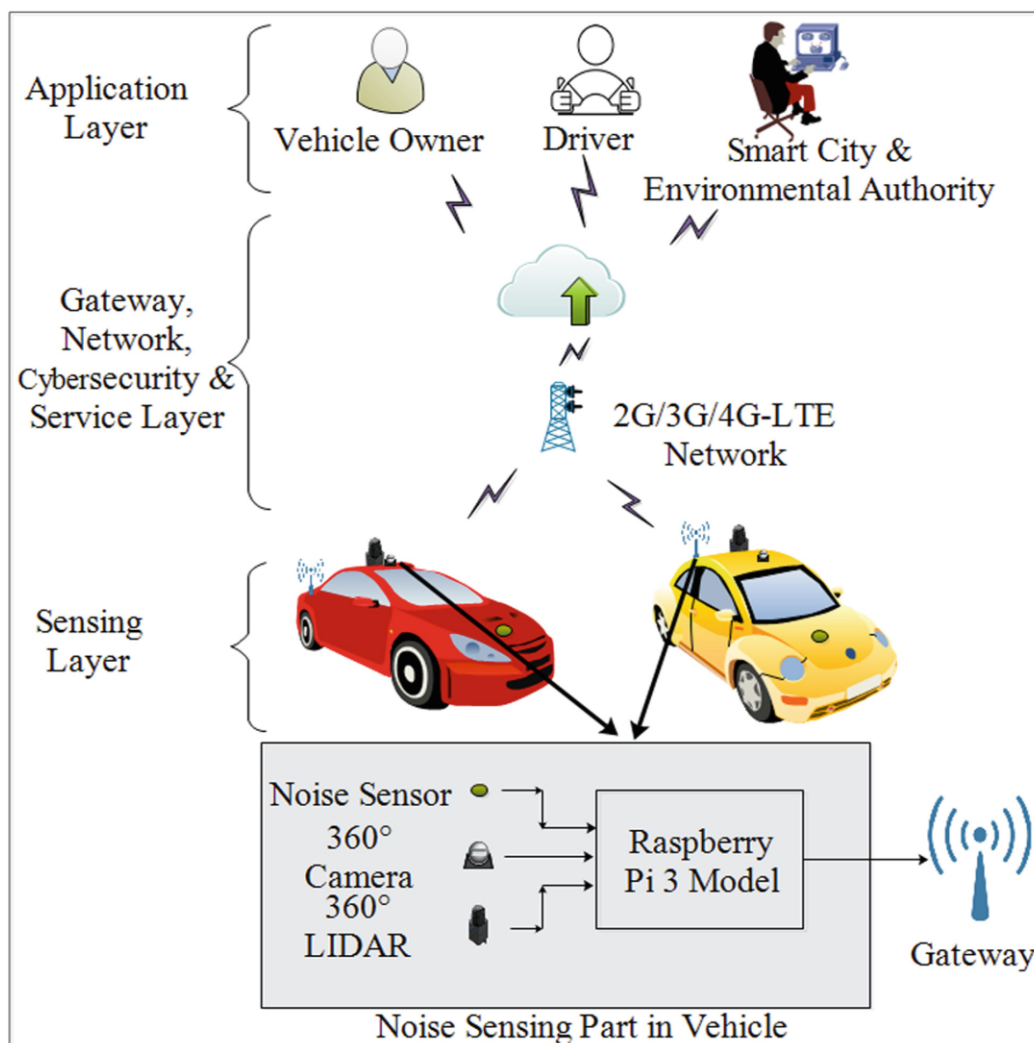 Application
Layer
Vehicle Owner
Driver
Smart City &
Environmental Authority
Gateway,
Network,
Cybersecurity &
Service Layer
2G/3G/4G-LTE
Network
Sensing
Layer
Noise Sensor
360°
Camera
360°
LIDAR
Raspberry
Pi 3 Model
Gateway
Noise Sensing Part in Vehicle